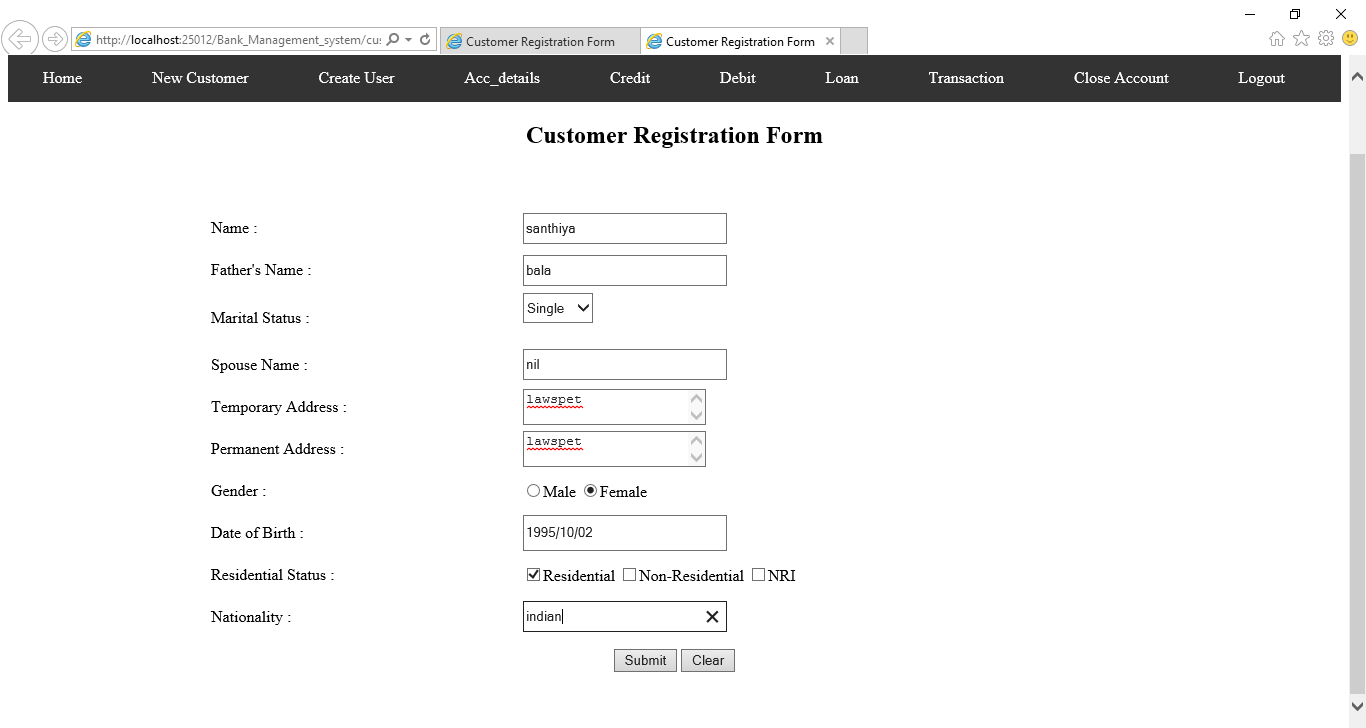 http://localhost:25012/Bank_Management_system/cus
Customer Registration Form
Customer Registration Form
Home New Customer Create User Acc_details Credit Debit Loan Transaction Close Account Logout
Customer Registration Form
Name : santhiya
Father's Name : bala
Marital Status : Single
Spouse Name : nil
Temporary Address : lawspet
Permanent Address : lawspet
Gender : Male Female
Date of Birth : 1995/10/02
Residential Status : Residential Non-Residential NRI
Nationality : indian
Submit Clear